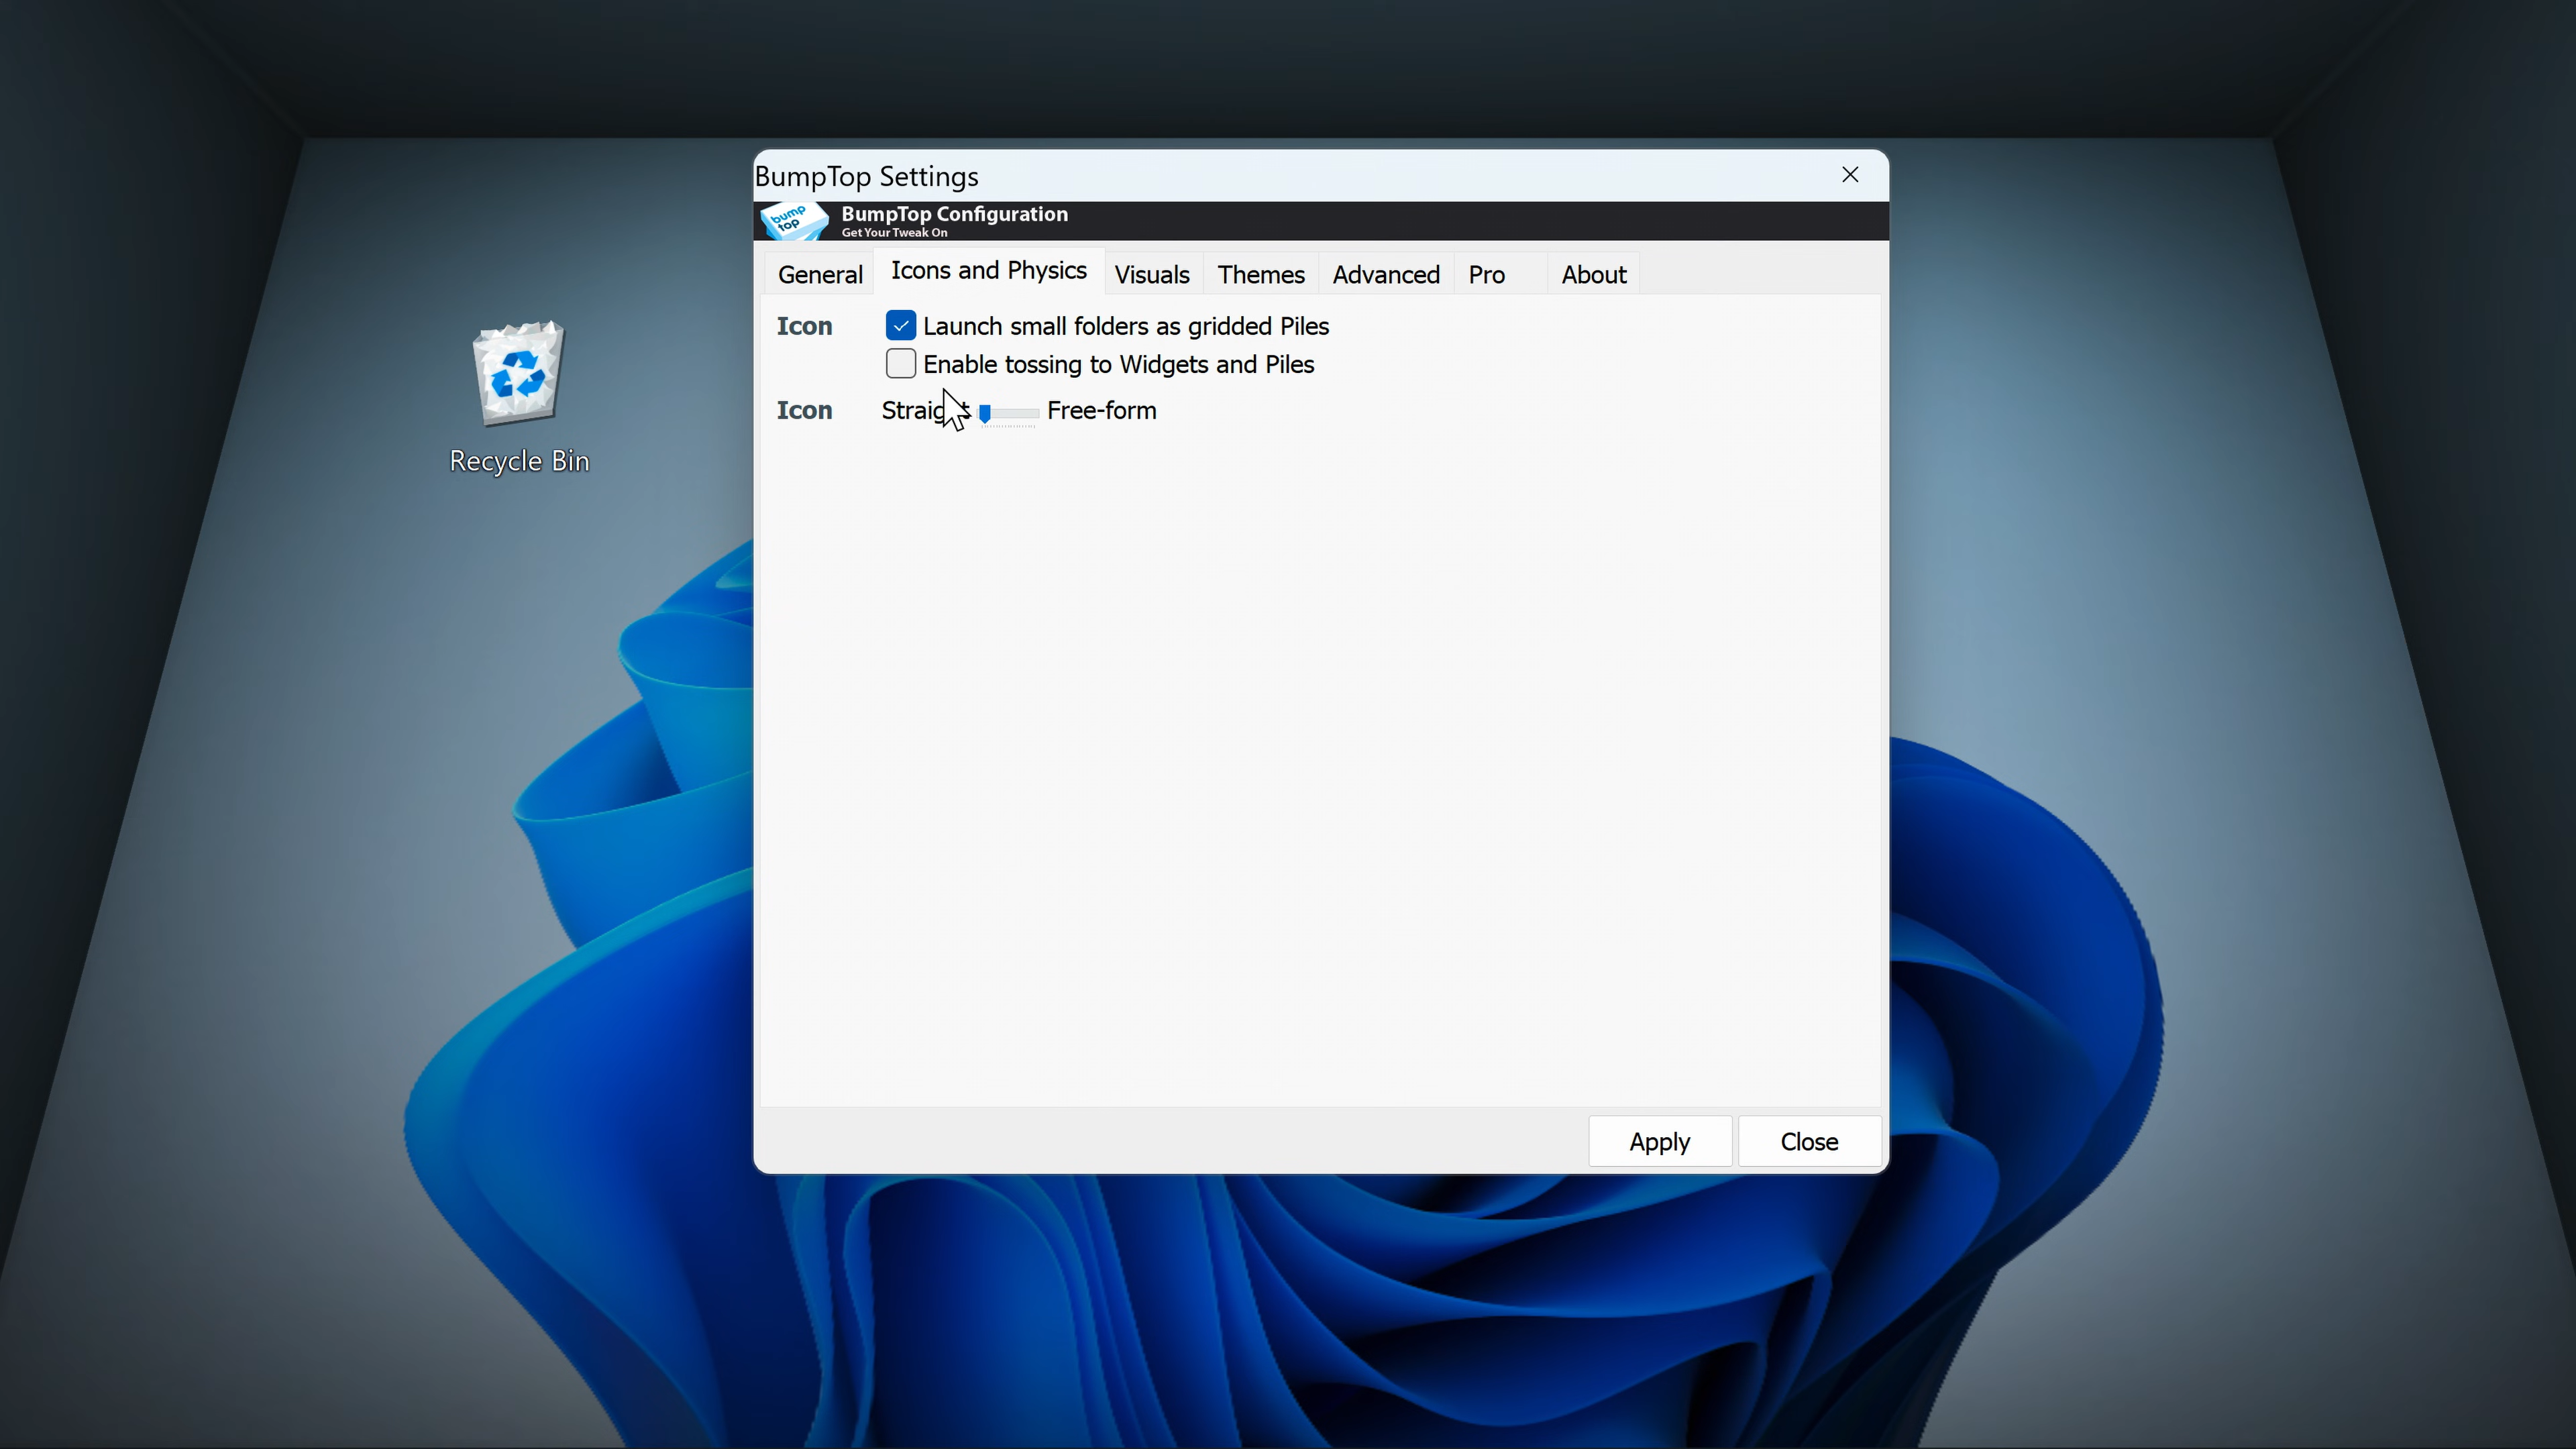 BumpTop Settings
bump
top
BumpTop Configuration
Get Your Tweak On
General Icons and Physics Visuals Themes Advanced Pro About
Icon Launch small folders as gridded Piles
Enable tossing to Widgets and Piles
Icon Straight Free-form
Recycle Bin
Apply Close